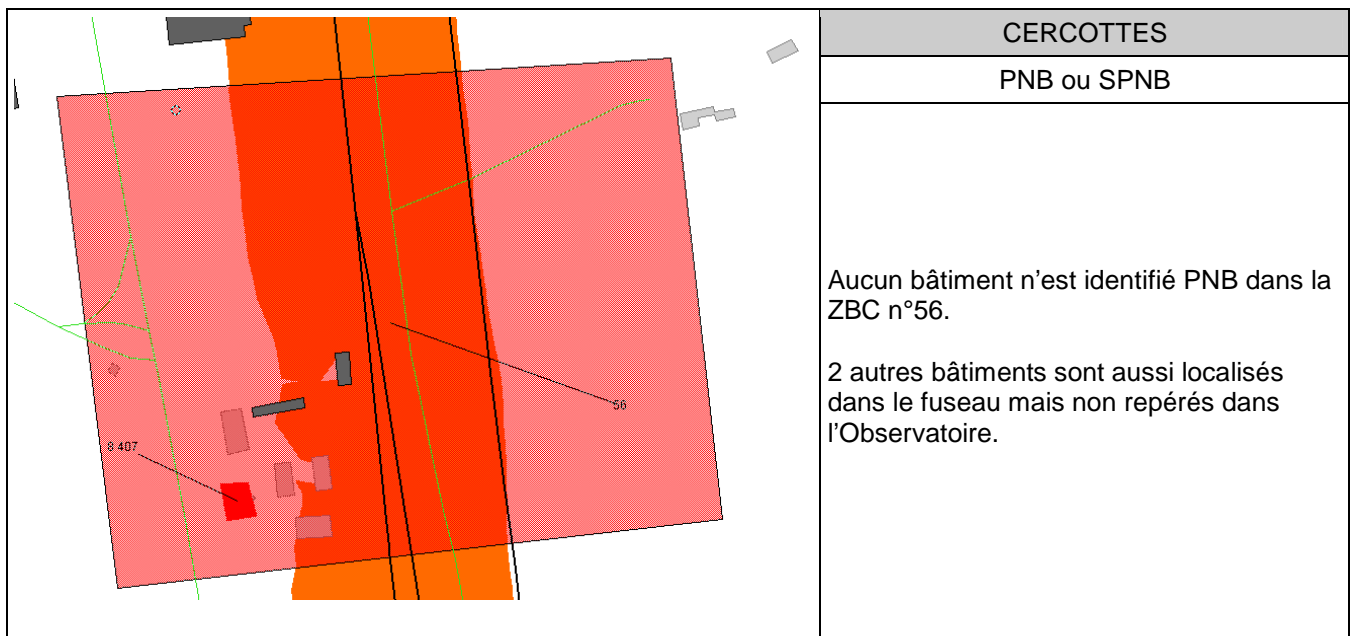 CERCOTTES
PNB ou SPNB
Aucun bâtiment n’est identifié PNB dans la
ZBC n°56.
2 autres bâtiments sont aussi localisés
dans le fuseau mais non repérés dans
l’Observatoire.
56
8 407